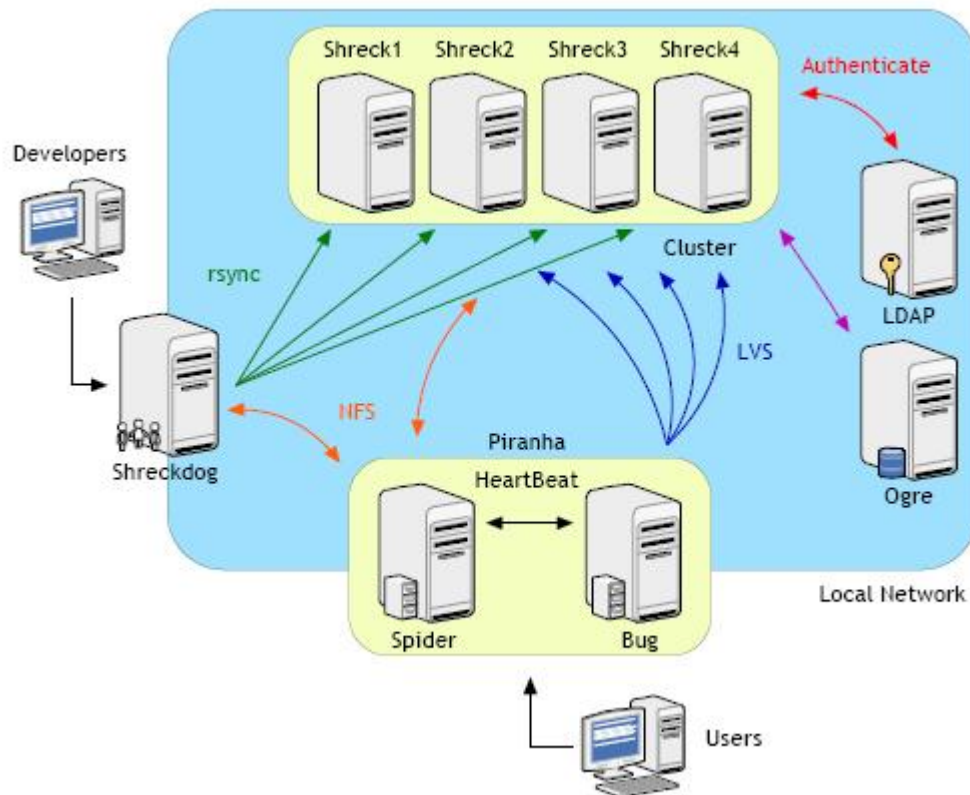 Shreck1 Shreck2 Shreck3 Shreck4
Authenticate
Developers
Cluster
rsync
LDAP
LVS
NFS
Piranha
Shreckdog
HeartBeat
Ogre
Local Network
Spider
Bug
Users